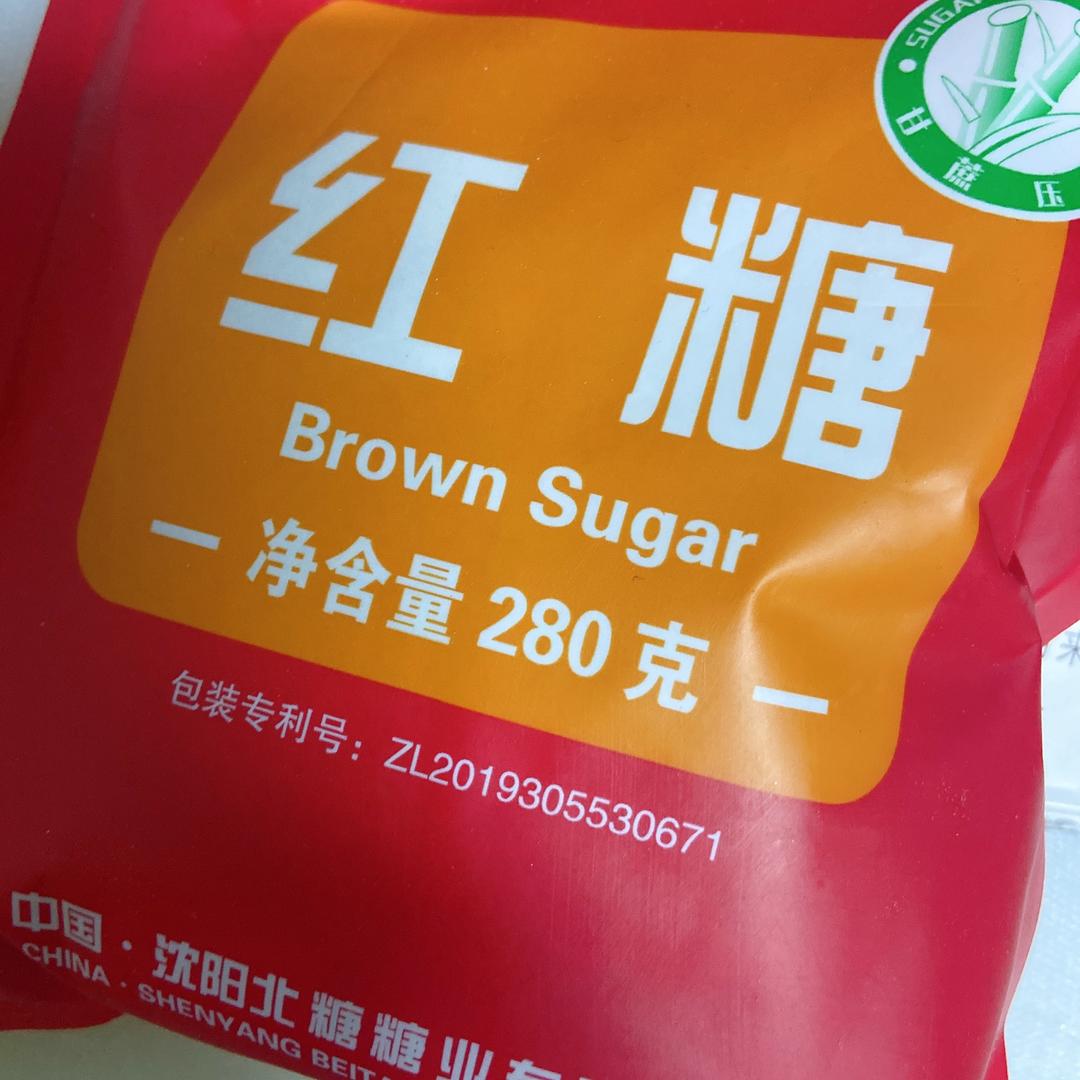 甘蔗压
红糖
Brown Sugar
净含量 280 克
包装专利号：ZL2019305530671
中国·沈阳北糖糖业
CHINA · SHENYANG